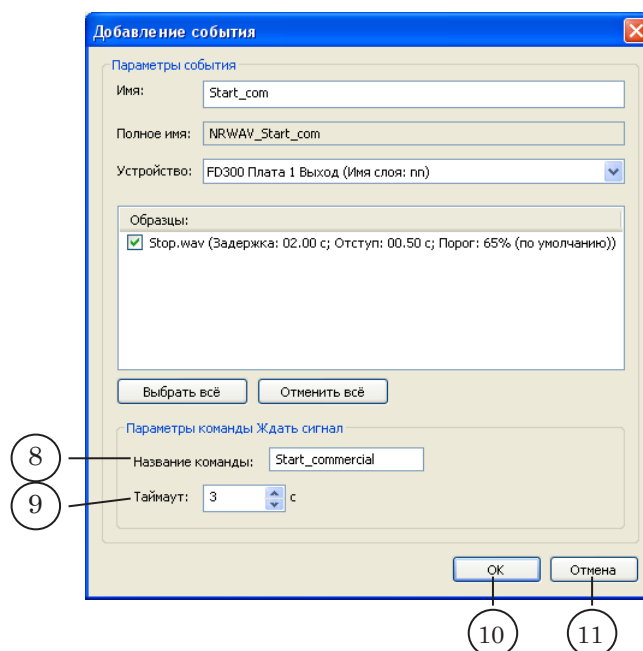 Добавление события
Параметры события
Имя: Start_com
Полное имя: NRWAV_Start_com
Устройство: FD300 Плата 1 Выход (Имя слоя: nn)
Образцы:
Stop.wav (Задержка: 02.00 с; Отступ: 00.50 с; Порог: 65% (по умолчанию))
Выбрать всё Отменить всё
Параметры команды Ждать сигнал
8 Название команды: Start_commercial
9 Таймаут: 3 с
OK Отмена
10 11